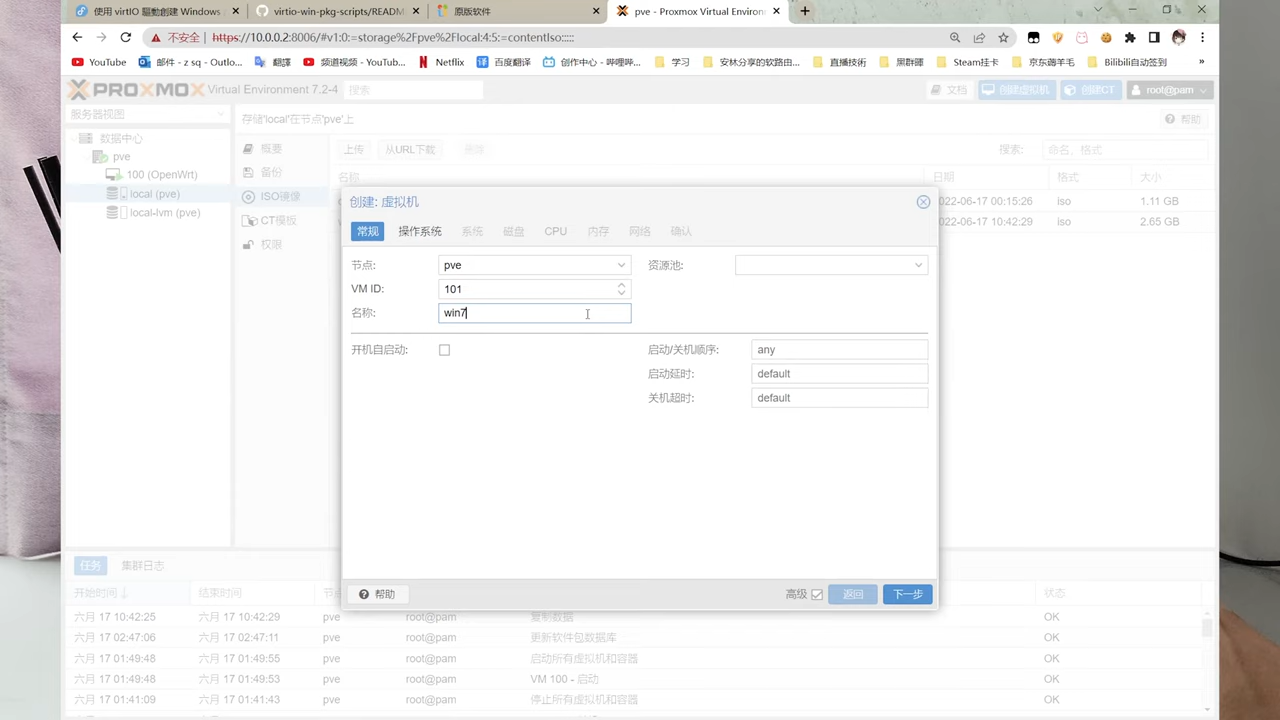 使用 virtIO 驅動創建 Windows
virtio-win-pkg-scripts/READM
原版软件
pve - Proxmox Virtual Environ
不安全 https://10.0.0.2:8006/#v1:0:=storage%2Fpve%2Flocal:4:5:=contentIso:::::
YouTube
邮件 - z sq - Outlo...
翻譯
频道视频 - YouTub...
Netflix
百度翻译
创作中心 - 哔哩哔...
学习
安林分享的软路由...
直播技術
黑群暉
Steam挂卡
京东薅羊毛
Bilibili自动签到
»
PROXMOX Virtual Environment 7.2-4 搜索
文档 创建虚拟机 创建CT root@pam
服务器视图
存储'local'在节点'pve'上
帮助
数据中心
pve
100 (OpenWrt)
local (pve)
local-lvm (pve)
概要
备份
ISO镜像
CT模板
权限
上传 从URL下载 删除
搜索: 命名，格式
名称 日期 格式 大小
022-06-17 00:15:26 iso 1.11 GB
022-06-17 10:42:29 iso 2.65 GB
创建: 虚拟机
常规 操作系统 系统 磁盘 CPU 内存 网络 确认
节点: pve 资源池:
VM ID: 101
名称: win7
开机自启动: 启动/关机顺序: any
启动延时: default
关机超时: default
帮助 高级 返回 下一步
任务 集群日志
开始时间 结束时间 节 状态
六月 17 10:42:25 六月 17 10:42:29 pve root@pam 复制数据 OK
六月 17 02:47:06 六月 17 02:47:11 pve root@pam 更新软件包数据库 OK
六月 17 01:49:48 六月 17 01:49:55 pve root@pam 启动所有虚拟机和容器 OK
六月 17 01:49:48 六月 17 01:49:53 pve root@pam VM 100 - 启动 OK
六月 17 01:41:09 六月 17 01:41:43 pve root@pam 停止所有虚拟机和容器 OK